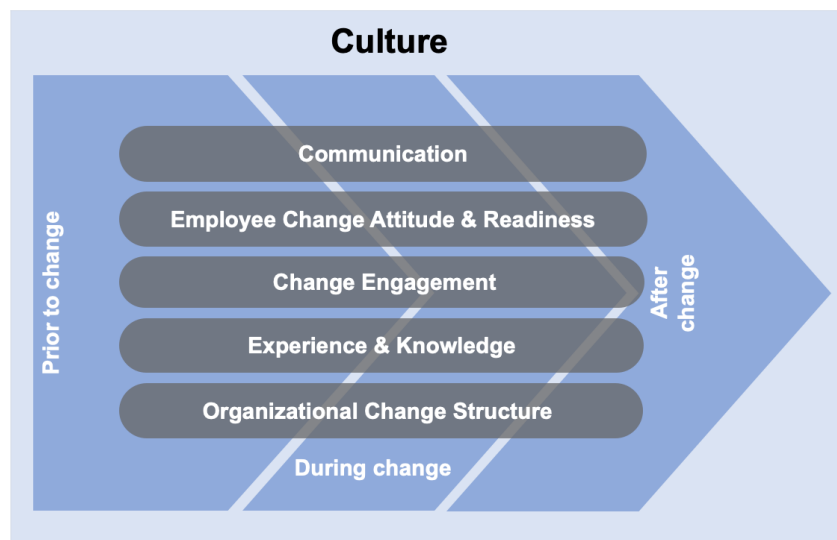 Culture
Communication
Employee Change Attitude & Readiness
Change Engagement
Experience & Knowledge
Organizational Change Structure
Prior to change
During change
After
change